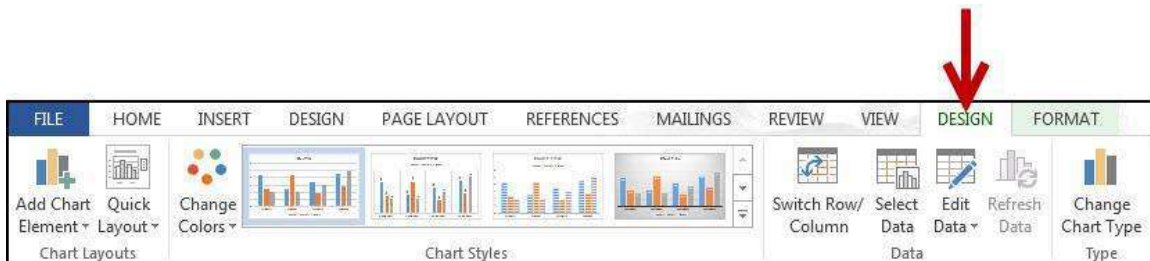 FILE HOME INSERT DESIGN PAGE LAYOUT REFERENCES MAILINGS REVIEW VIEW DESIGN FORMAT
Add Chart Element
Quick Layout
Change Colors
Switch Row/ Column
Select Data
Edit Data
Refresh Data
Change Chart Type
Chart Layouts
Chart Styles
Data
Type